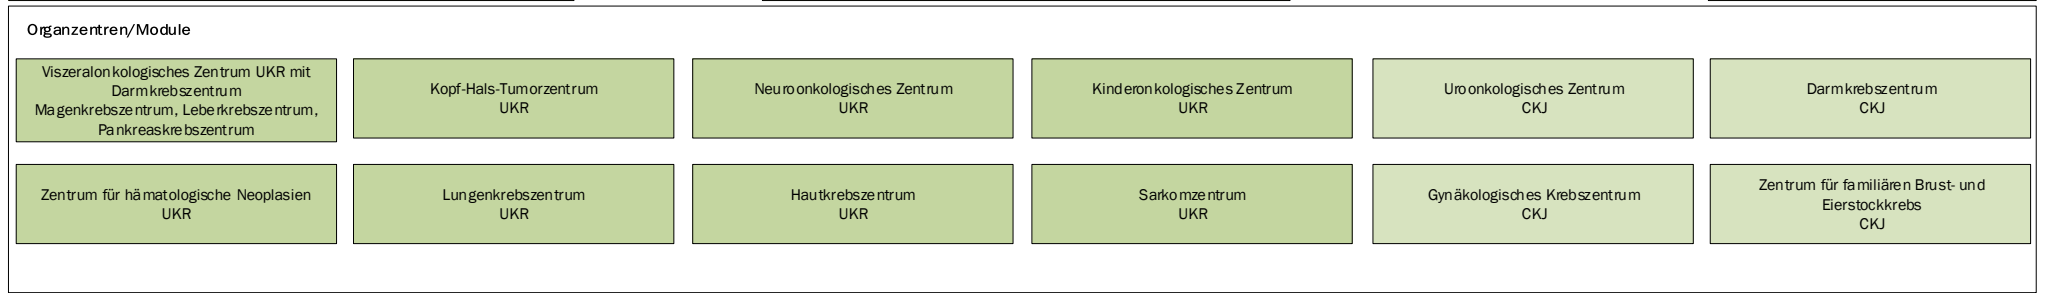 Organzentren/Module
Viszeralonkologisches Zentrum UKR mit
Darmkrebszentrum
Magenkrebszentrum, Leberkrebszentrum,
Pankreaskrebszentrum
Kopf-Hals-Tumorzentrum
UKR
Neuroonkologisches Zentrum
UKR
Kinderonkologisches Zentrum
UKR
Uroonkologisches Zentrum
CKJ
Darmkrebszentrum
CKJ
Zentrum für hämatologische Neoplasien
UKR
Lungenkrebszentrum
UKR
Hautkrebszentrum
UKR
Sarkomzentrum
UKR
Gynäkologisches Krebszentrum
CKJ
Zentrum für familiären Brust- und
Eierstockkrebs
CKJ